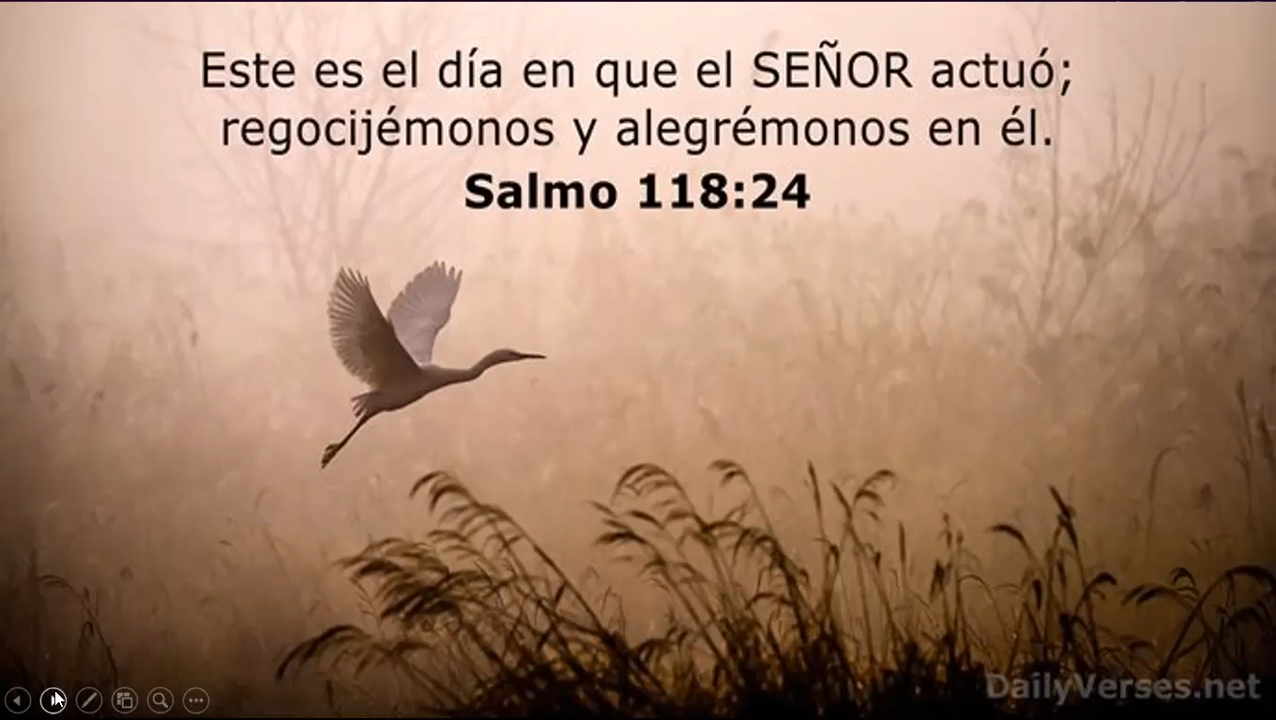 Este es el día en que el SEÑOR actuó;
regocijémonos y alegrémonos en él.
Salmo 118:24
DailyVerses.net